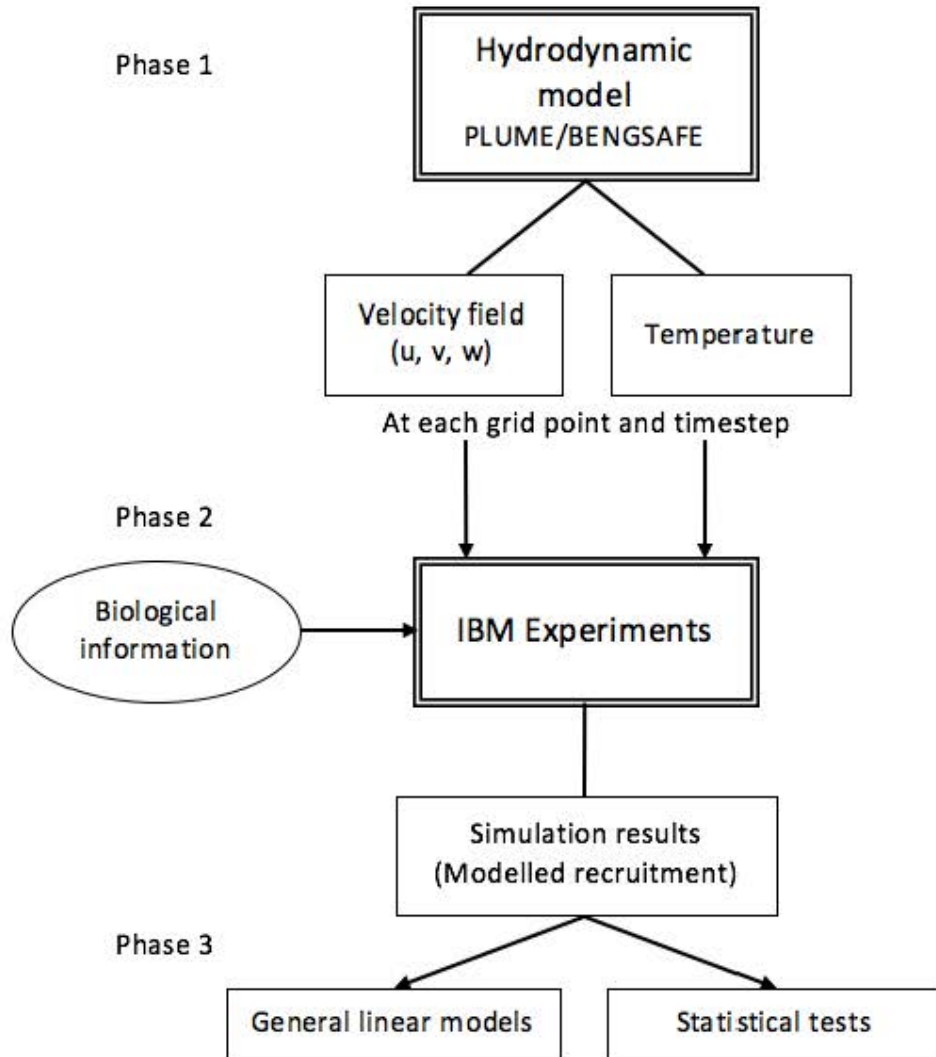 Phase 1
Hydrodynamic
model
PLUME/BENGSAFE
Velocity field
(u, v, w)
Temperature
At each grid point and timestep
Phase 2
Biological
information
IBM Experiments
Simulation results
(Modelled recruitment)
Phase 3
General linear models
Statistical tests